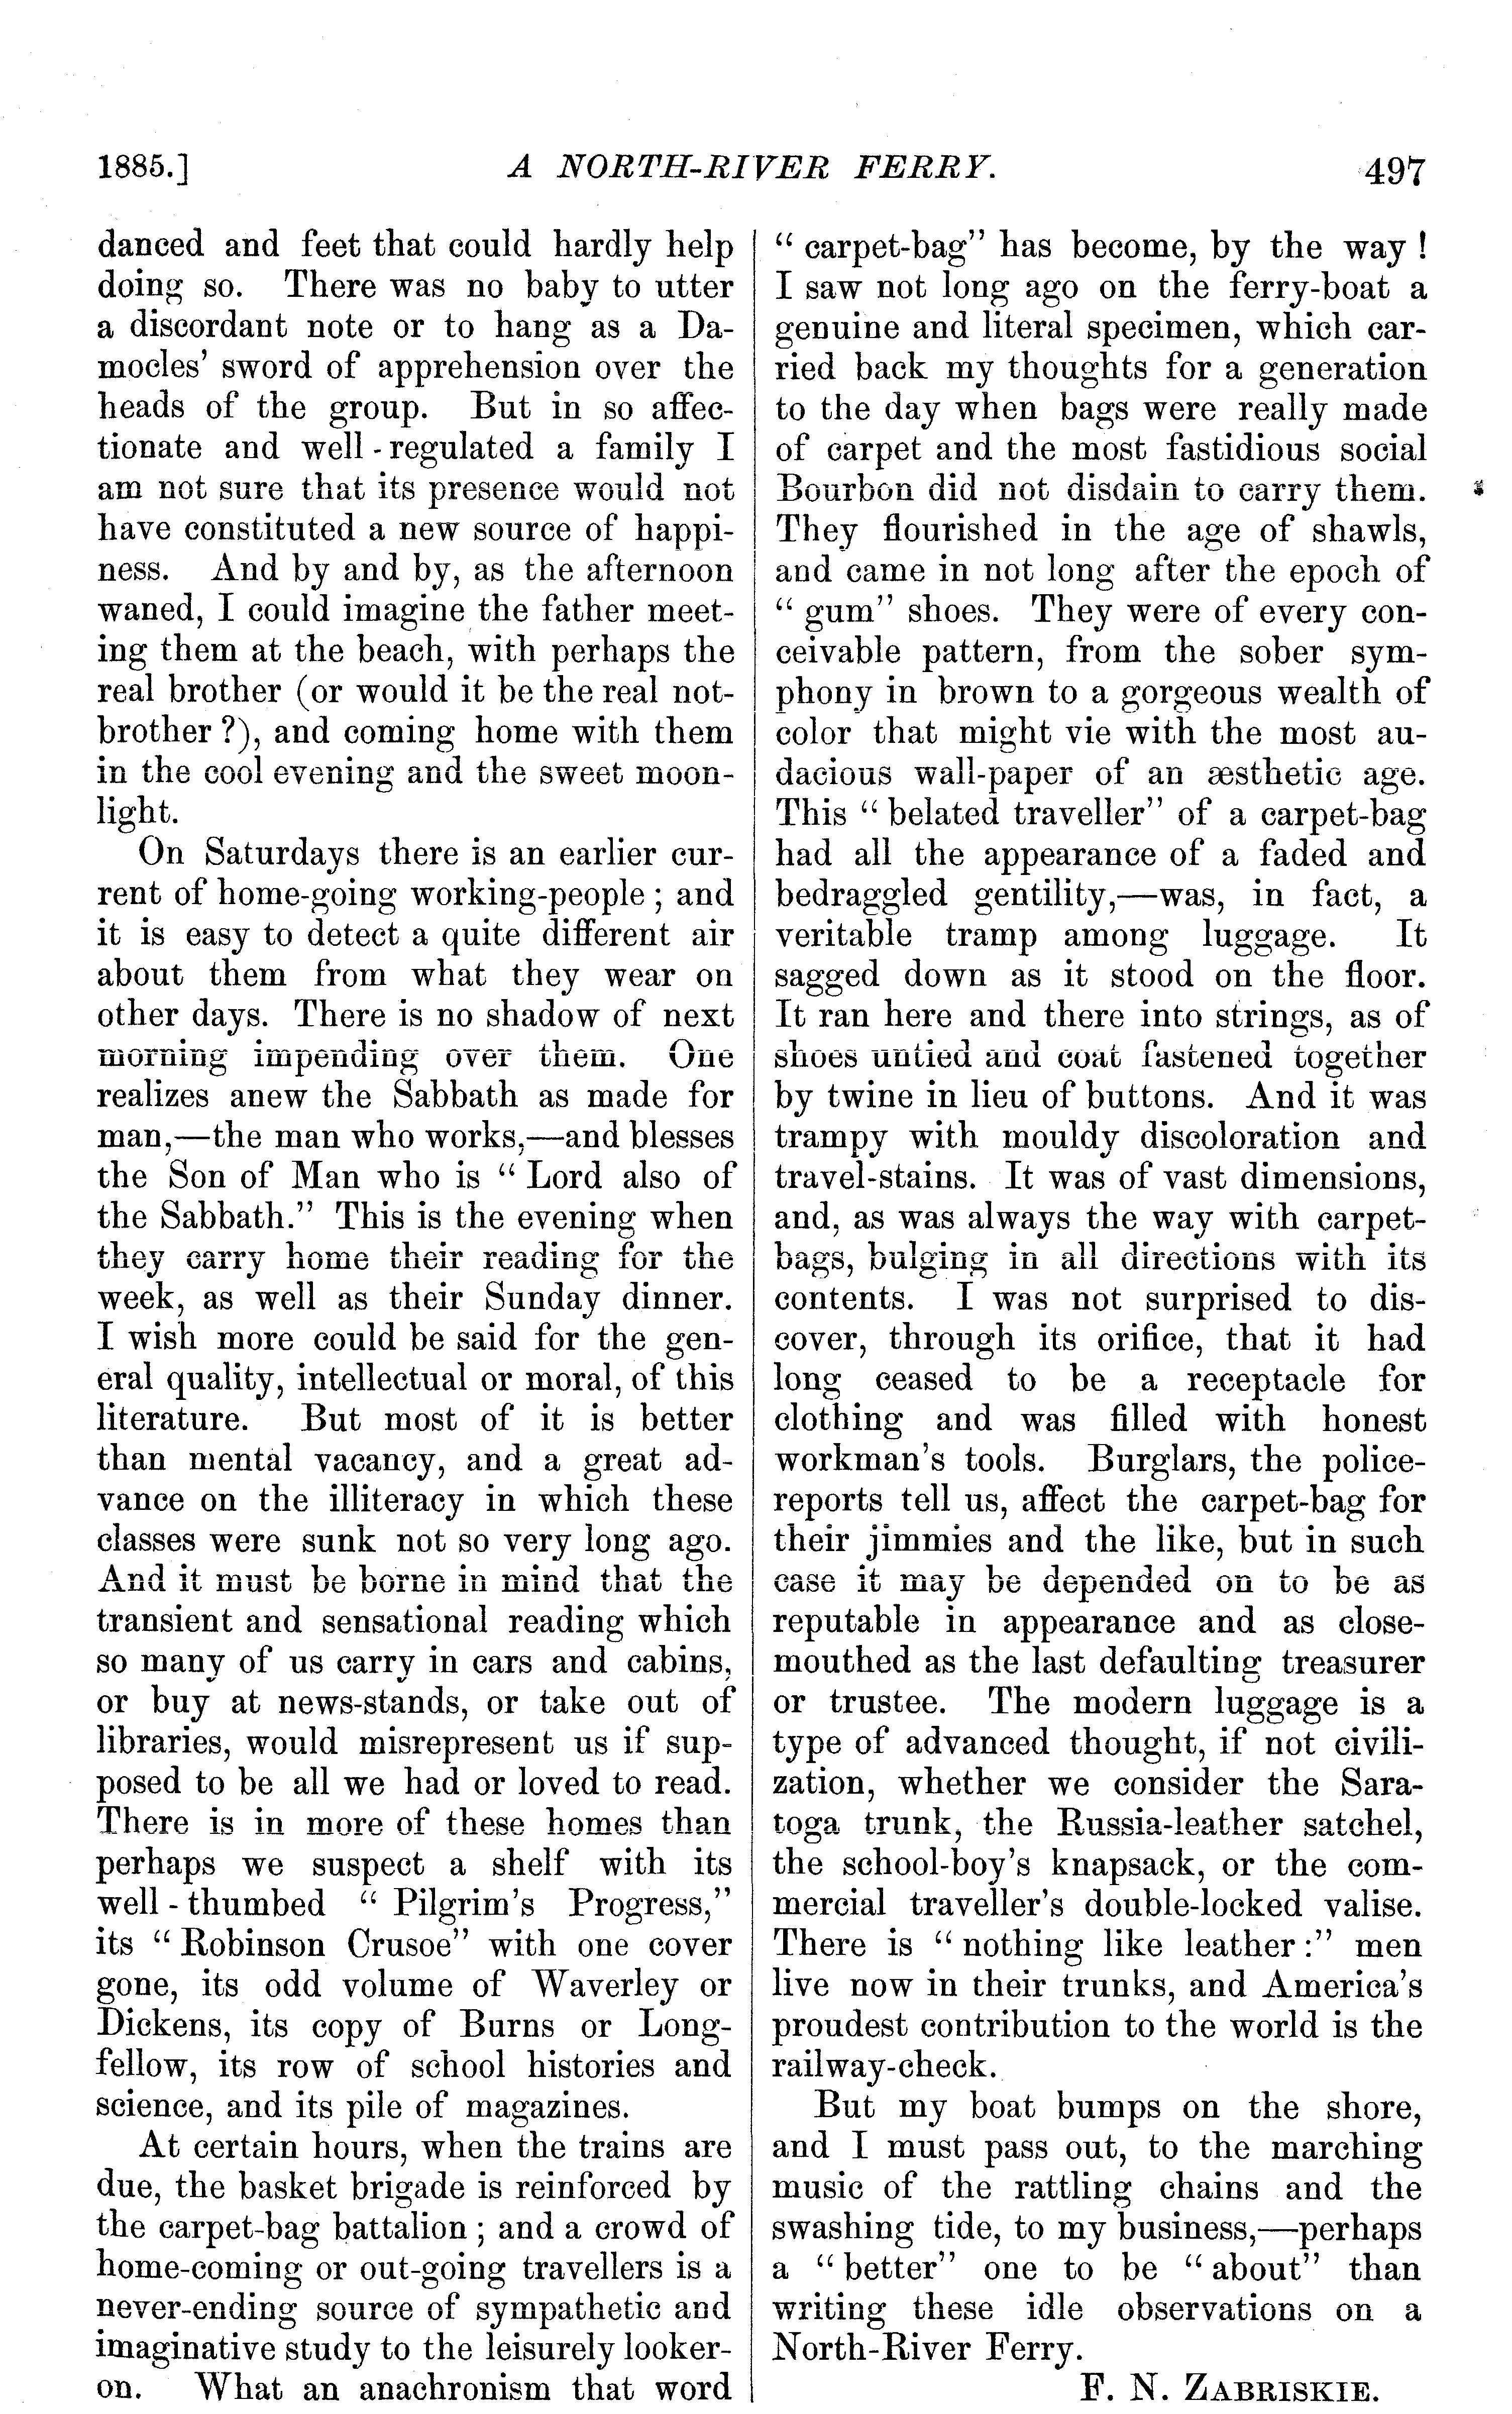 1885.] A NORTH-RIVER FERRY. 497
danced and feet that could hardly help
doing so. There was no baby to utter
a discordant note or to hang as a Da-
mocles' sword of apprehension over the
heads of the group. But in so affec-
tionate and well-regulated a family I
am not sure that its presence would not
have constituted a new source of happi-
ness. And by and by, as the afternoon
waned, I could imagine the father meet-
ing them at the beach, with perhaps the
real brother (or would it be the real not-
brother?), and coming home with them
in the cool evening and the sweet moon-
light.
On Saturdays there is an earlier cur-
rent of home-going working-people; and
it is easy to detect a quite different air
about them from what they wear on
other days. There is no shadow of next
morning impending over them. One
realizes anew the Sabbath as made for
man,—the man who works,—and blesses
the Son of Man who is "Lord also of
the Sabbath." This is the evening when
they carry home their reading for the
week, as well as their Sunday dinner.
I wish more could be said for the gen-
eral quality, intellectual or moral, of this
literature. But most of it is better
than mental vacancy, and a great ad-
vance on the illiteracy in which these
classes were sunk not so very long ago.
And it must be borne in mind that the
transient and sensational reading which
so many of us carry in cars and cabins,
or buy at news-stands, or take out of
libraries, would misrepresent us if sup-
posed to be all we had or loved to read.
There is in more of these homes than
perhaps we suspect a shelf with its
well-thumbed "Pilgrim's Progress,"
its "Robinson Crusoe" with one cover
gone, its odd volume of Waverley or
Dickens, its copy of Burns or Long-
fellow, its row of school histories and
science, and its pile of magazines.
At certain hours, when the trains are
due, the basket brigade is reinforced by
the carpet-bag battalion; and a crowd of
home-coming or out-going travellers is a
never-ending source of sympathetic and
imaginative study to the leisurely looker-
on. What an anachronism that word
"carpet-bag" has become, by the way!
I saw not long ago on the ferry-boat a
genuine and literal specimen, which car-
ried back my thoughts for a generation
to the day when bags were really made
of carpet and the most fastidious social
Bourbon did not disdain to carry them.
They flourished in the age of shawls,
and came in not long after the epoch of
"gum" shoes. They were of every con-
ceivable pattern, from the sober sym-
phony in brown to a gorgeous wealth of
color that might vie with the most au-
dacious wall-paper of an æsthetic age.
This "belated traveller" of a carpet-bag
had all the appearance of a faded and
bedraggled gentility,—was, in fact, a
veritable tramp among luggage. It
sagged down as it stood on the floor.
It ran here and there into strings, as of
shoes untied and coat fastened together
by twine in lieu of buttons. And it was
trampy with mouldy discoloration and
travel-stains. It was of vast dimensions,
and, as was always the way with carpet-
bags, bulging in all directions with its
contents. I was not surprised to dis-
cover, through its orifice, that it had
long ceased to be a receptacle for
clothing and was filled with honest
workman's tools. Burglars, the police-
reports tell us, affect the carpet-bag for
their jimmies and the like, but in such
case it may be depended on to be as
reputable in appearance and as close-
mouthed as the last defaulting treasurer
or trustee. The modern luggage is a
type of advanced thought, if not civili-
zation, whether we consider the Sara-
toga trunk, the Russia-leather satchel,
the school-boy's knapsack, or the com-
mercial traveller's double-locked valise.
There is "nothing like leather:" men
live now in their trunks, and America's
proudest contribution to the world is the
railway-check.
But my boat bumps on the shore,
and I must pass out, to the marching
music of the rattling chains and the
swashing tide, to my business,—perhaps
a "better" one to be "about" than
writing these idle observations on a
North-River Ferry.
F. N. ZABRISKIE.